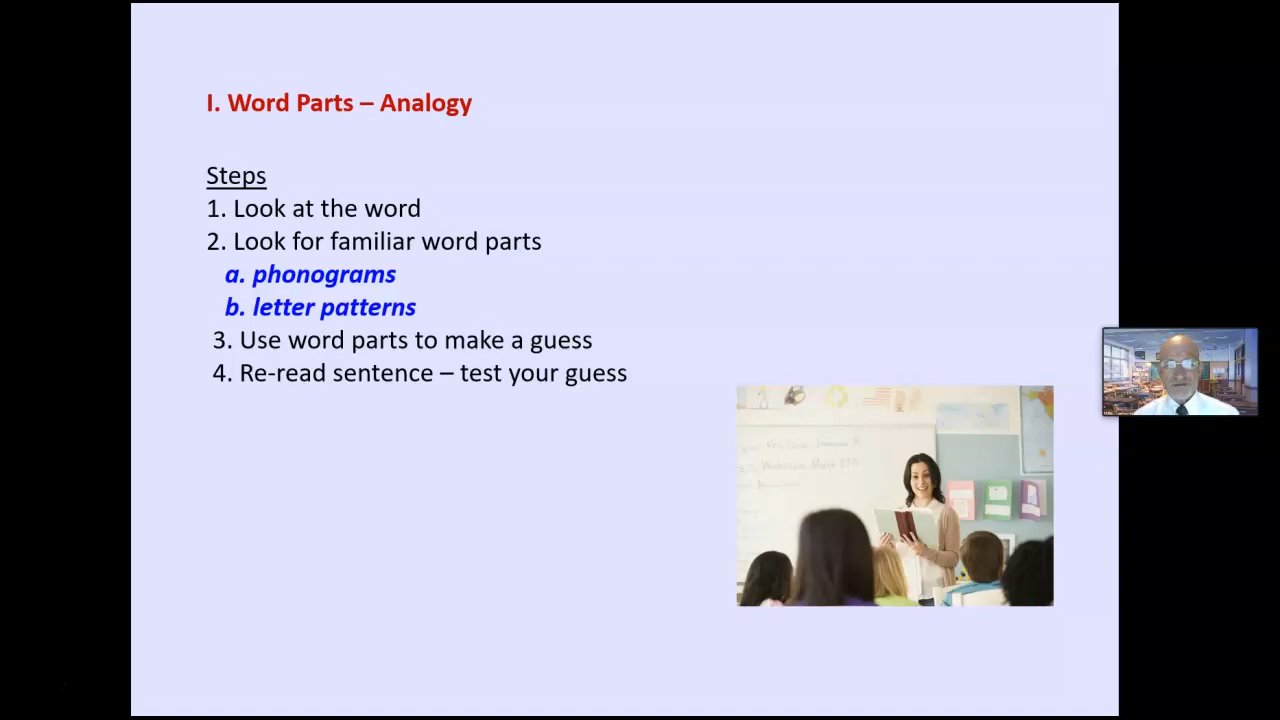 I. Word Parts – Analogy
Steps
1. Look at the word
2. Look for familiar word parts
a. phonograms
b. letter patterns
3. Use word parts to make a guess
4. Re-read sentence – test your guess